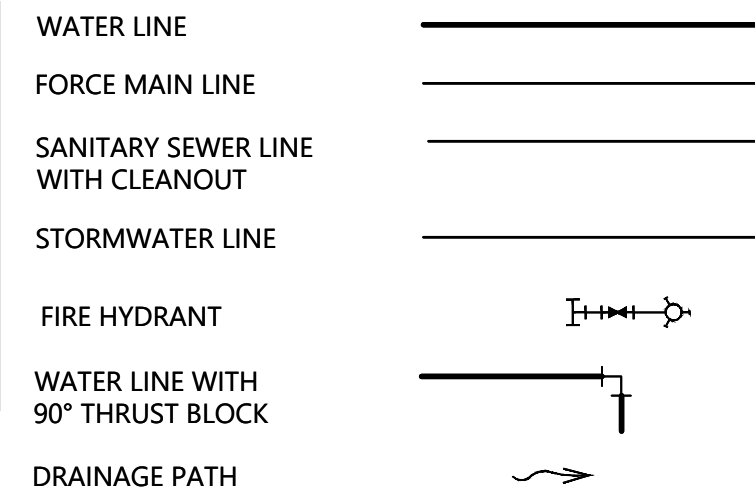 WATER LINE
FORCE MAIN LINE
SANITARY SEWER LINE
WITH CLEANOUT
STORMWATER LINE
FIRE HYDRANT
WATER LINE WITH
90° THRUST BLOCK
DRAINAGE PATH